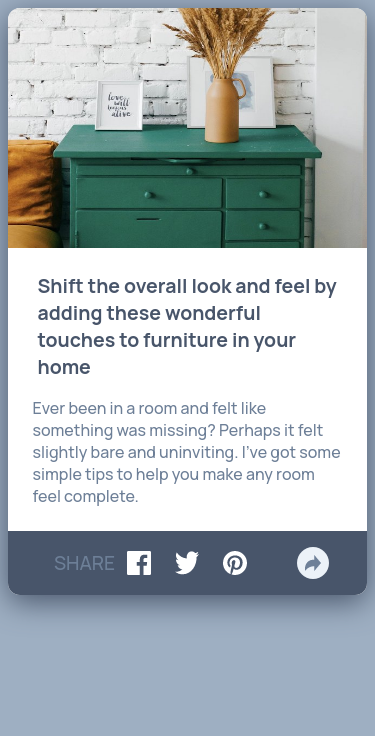 love
will
keep us
alive
Shift the overall look and feel by
adding these wonderful
touches to furniture in your
home
Ever been in a room and felt like
something was missing? Perhaps it felt
slightly bare and uninviting. I’ve got some
simple tips to help you make any room
feel complete.
SHARE